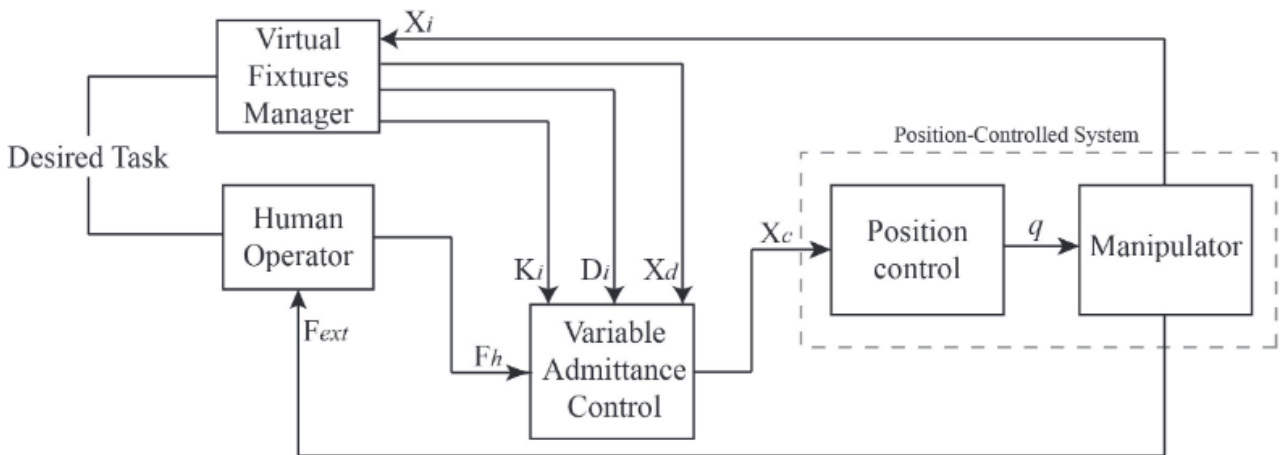 Xi
Virtual
Fixtures
Manager
Desired Task
Position-Controlled System
Human
Operator
Ki
Di
Xd
Xc
Position
control
q
Manipulator
Fext
Fh
Variable
Admittance
Control